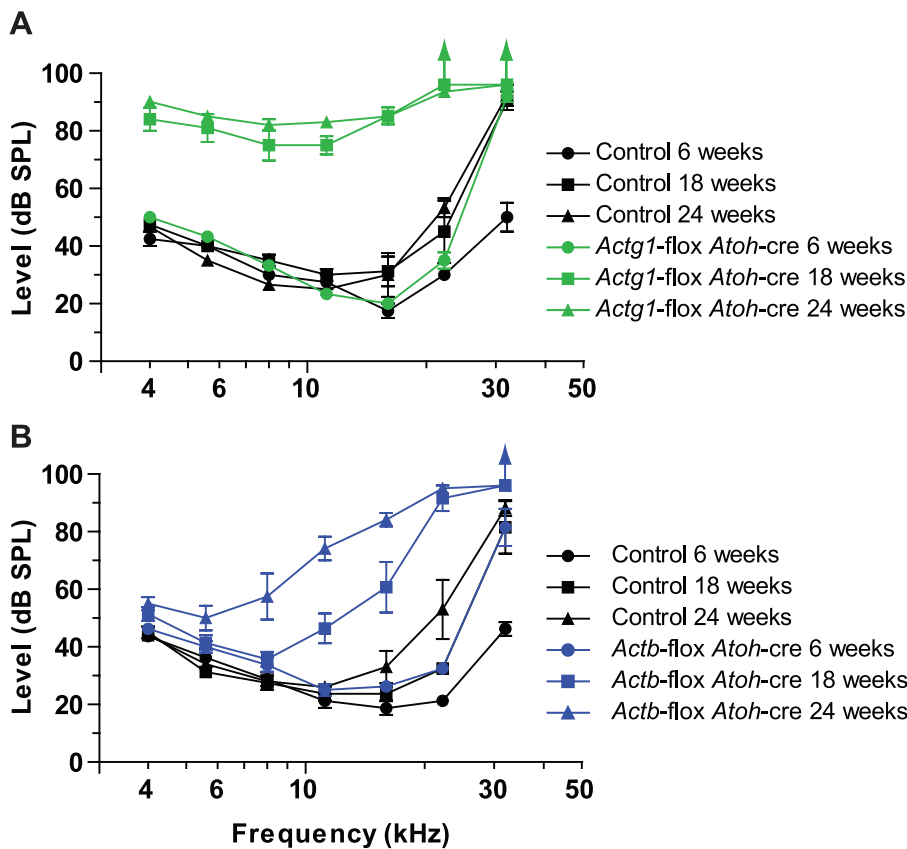 A
100
80
60
40
20
0
Level (dB SPL)
4 6 10 30 50
Control 6 weeks
Control 18 weeks
Control 24 weeks
Actg1-flox Atoh-cre 6 weeks
Actg1-flox Atoh-cre 18 weeks
Actg1-flox Atoh-cre 24 weeks
B
100
80
60
40
20
0
Level (dB SPL)
4 6 10 30 50
Frequency (kHz)
Control 6 weeks
Control 18 weeks
Control 24 weeks
Actb-flox Atoh-cre 6 weeks
Actb-flox Atoh-cre 18 weeks
Actb-flox Atoh-cre 24 weeks